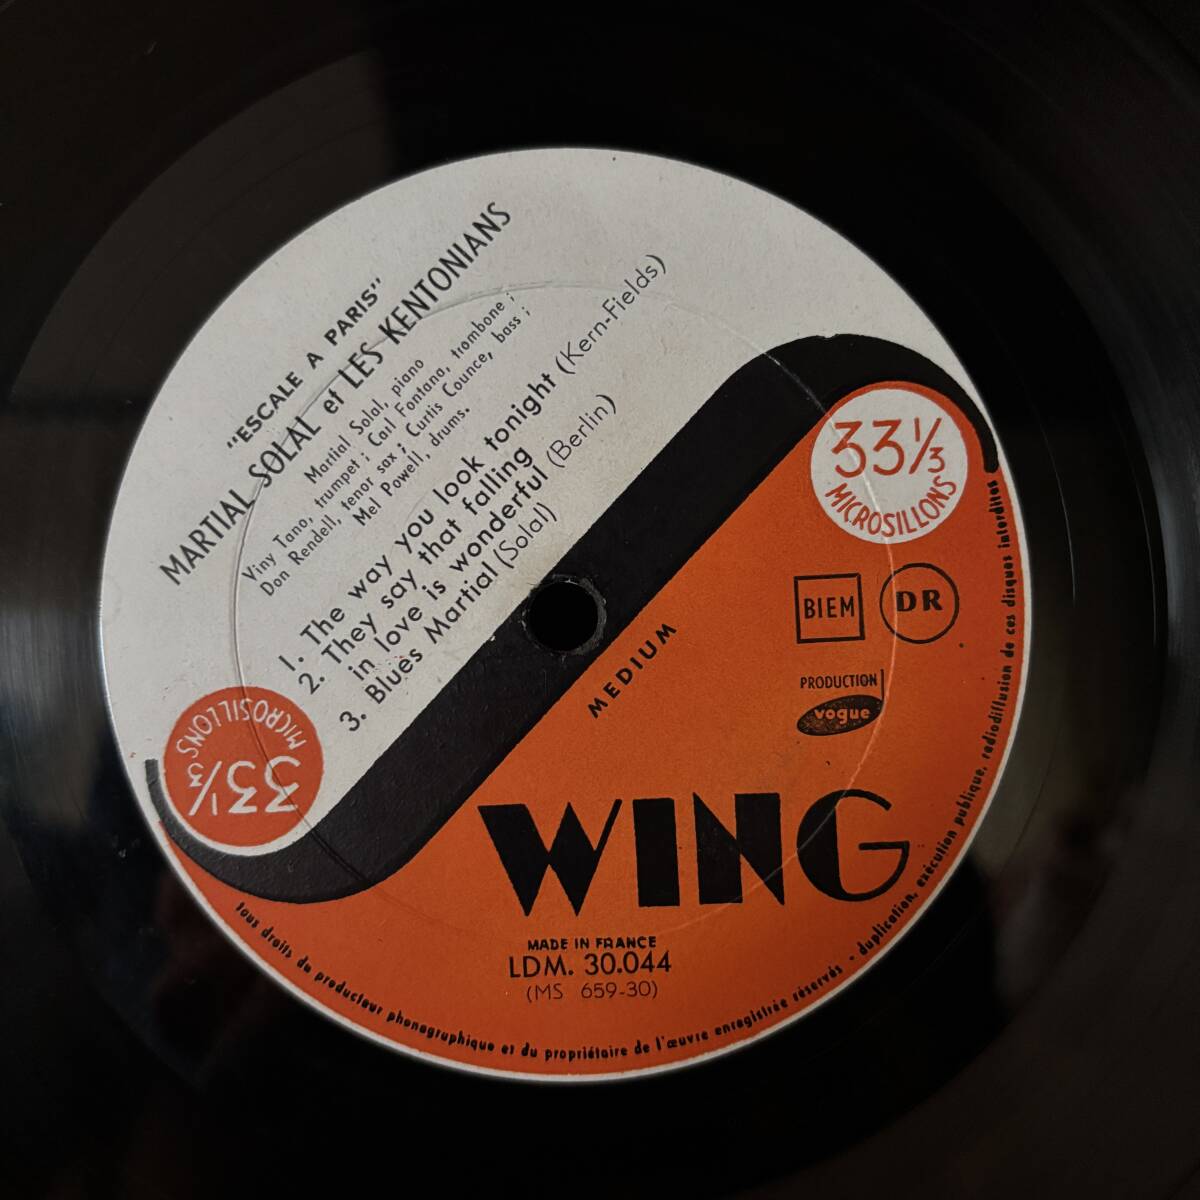 "ESCALE A PARIS"
MARTIAL SOLAL et LES KENTONIANS
Martial Solal, piano
Viny Tano, trumpet ; Carl Fontana, trombone ;
Don Rendell, tenor sax ; Curtis Counce, bass ;
Mel Powell, drums.
1. The way you look tonight (Kern-Fields)
2. They say that falling
in love is wonderful (Berlin)
3. Blues Martial (Solal)
33 1/3
MICROSILLONS
33 1/3
MICROSILLONS
BIEM
DR
MEDIUM
PRODUCTION
vogue
WING
MADE IN FRANCE
LDM. 30.044
(MS 659-30)
tous droits du producteur phonographique et du propriétaire de l'œuvre enregistrée réservés - duplication, exécution publique, radiodiffusion de ces disques interdites